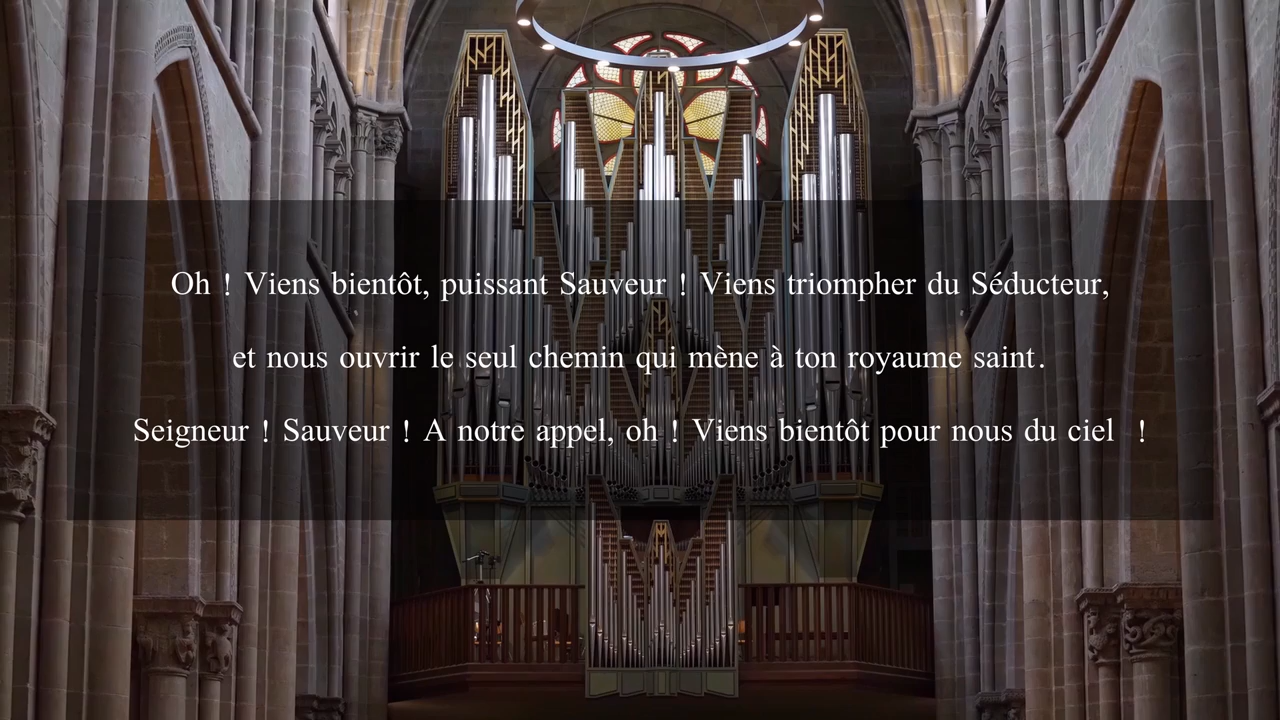 Oh ! Viens bientôt, puissant Sauveur ! Viens triompher du Séducteur,
et nous ouvrir le seul chemin qui mène à ton royaume saint.
Seigneur ! Sauveur ! A notre appel, oh ! Viens bientôt pour nous du ciel  !